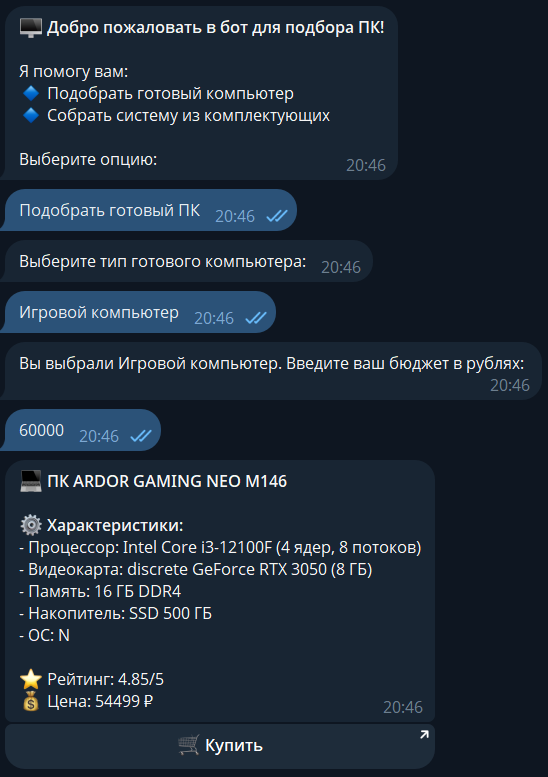 Добро пожаловать в бот для подбора ПК!
Я помогу вам:
Подобрать готовый компьютер
Собрать систему из комплектующих
Выберите опцию:
20:46
Подобрать готовый ПК 20:46
Выберите тип готового компьютера: 20:46
Игровой компьютер 20:46
Вы выбрали Игровой компьютер. Введите ваш бюджет в рублях:
20:46
60000 20:46
ПК ARDOR GAMING NEO M146
Характеристики:
- Процессор: Intel Core i3-12100F (4 ядер, 8 потоков)
- Видеокарта: discrete GeForce RTX 3050 (8 ГБ)
- Память: 16 ГБ DDR4
- Накопитель: SSD 500 ГБ
- ОС: N
Рейтинг: 4.85/5
Цена: 54499 ₽
20:46
Купить